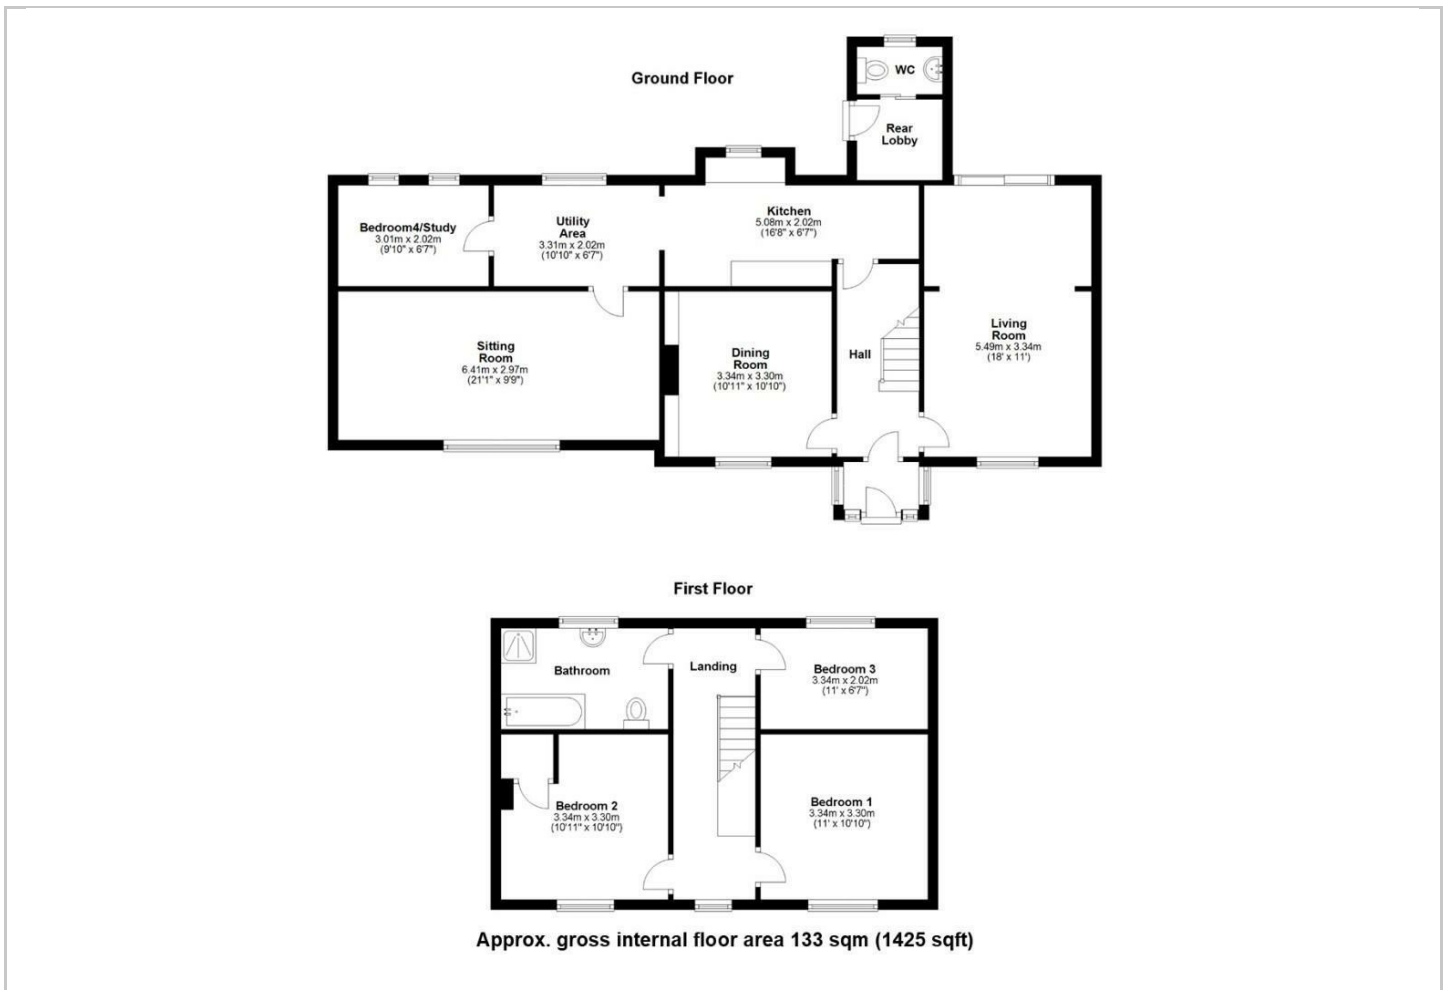 Ground Floor
WC
Rear
Lobby
Bedroom4/Study
3.01m x 2.02m
(9'10" x 6'7")
Utility
Area
3.31m x 2.02m
(10'10" x 6'7")
Kitchen
5.08m x 2.02m
(16'8" x 6'7")
Sitting
Room
6.41m x 2.97m
(21'1" x 9'9")
Dining
Room
3.34m x 3.30m
(10'11" x 10'10")
Hall
Living
Room
5.49m x 3.34m
(18' x 11')
First Floor
Bathroom
Landing
Bedroom 3
3.34m x 2.02m
(11' x 6'7")
Bedroom 2
3.34m x 3.30m
(10'11" x 10'10")
Bedroom 1
3.34m x 3.30m
(11' x 10'10")
Approx. gross internal floor area 133 sqm (1425 sqft)